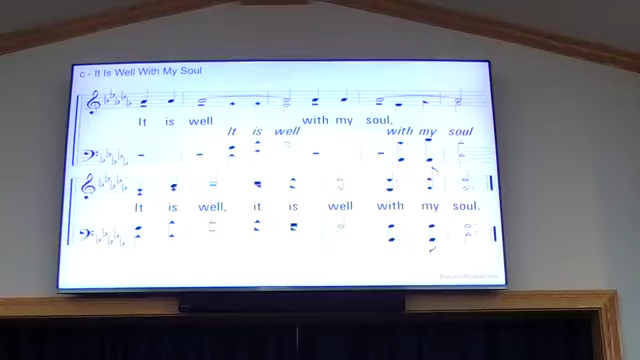 c - It Is Well With My Soul
It is well with my soul,
It is well with my soul
It is well, it is well with my soul.